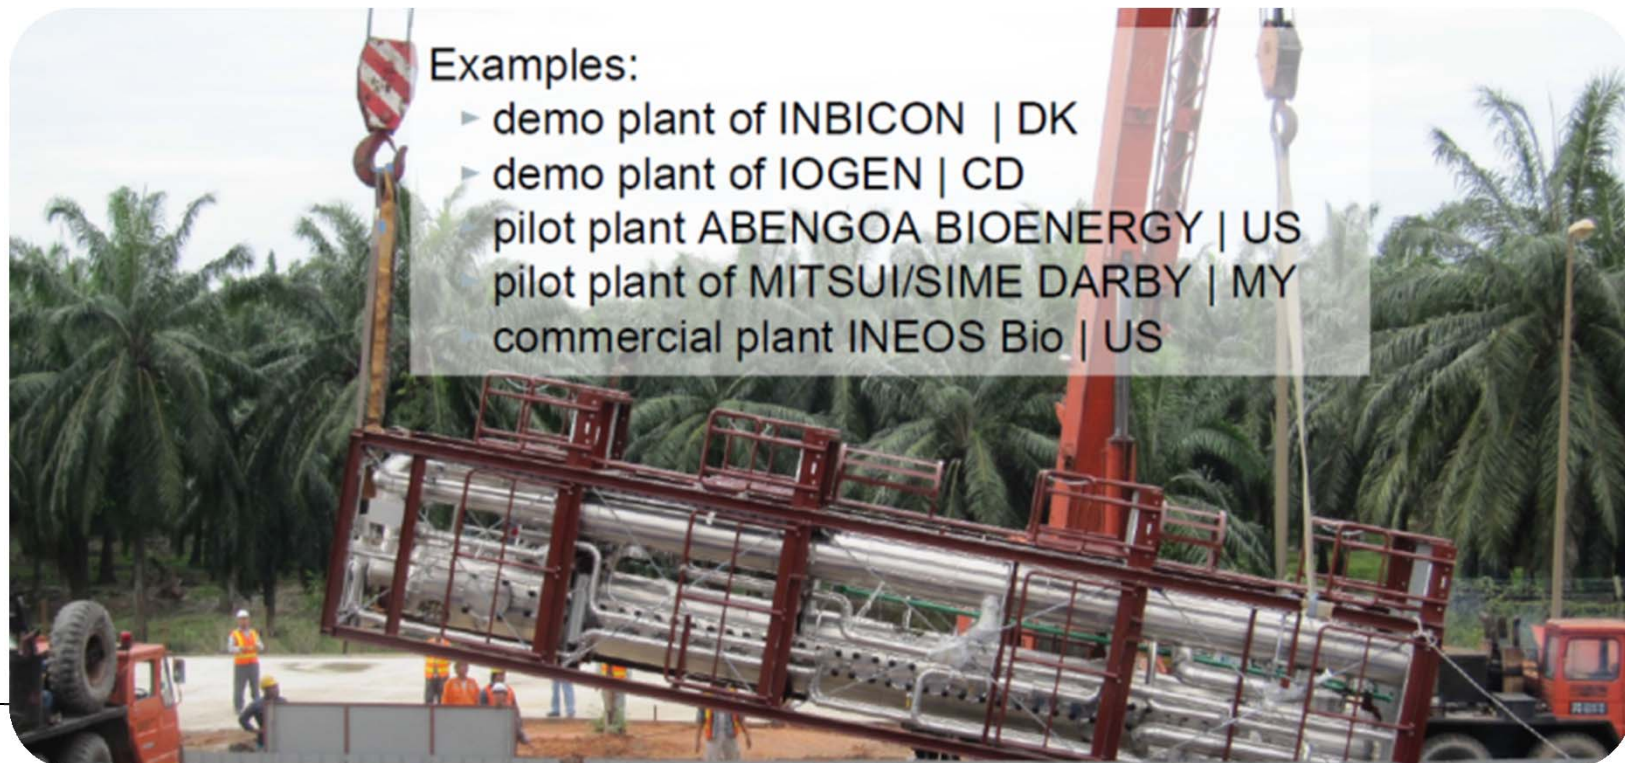 Examples:
demo plant of INBICON | DK
demo plant of IOGEN | CD
pilot plant ABENGOA BIOENERGY | US
pilot plant of MITSUI/SIME DARBY | MY
commercial plant INEOS Bio | US